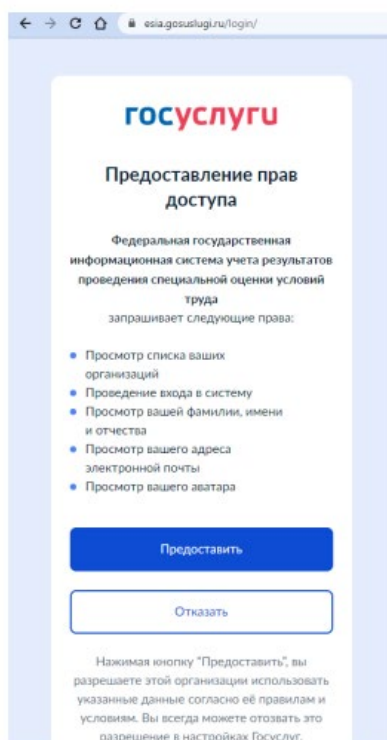 esia.gosuslugi.ru/login/
госуслуги
Предоставление прав
доступа
Федеральная государственная
информационная система учета результатов
проведения специальной оценки условий
труда
запрашивает следующие права:
Просмотр списка ваших
организаций
Проведение входа в систему
Просмотр вашей фамилии, имени
и отчества
Просмотр вашего адреса
электронной почты
Просмотр вашего аватара
Предоставить
Отказать
Нажимая кнопку "Предоставить", вы
разрешаете этой организации использовать
указанные данные согласно её правилам и
условиям. Вы всегда можете отозвать это
разрешение в настройках Госуслуг.